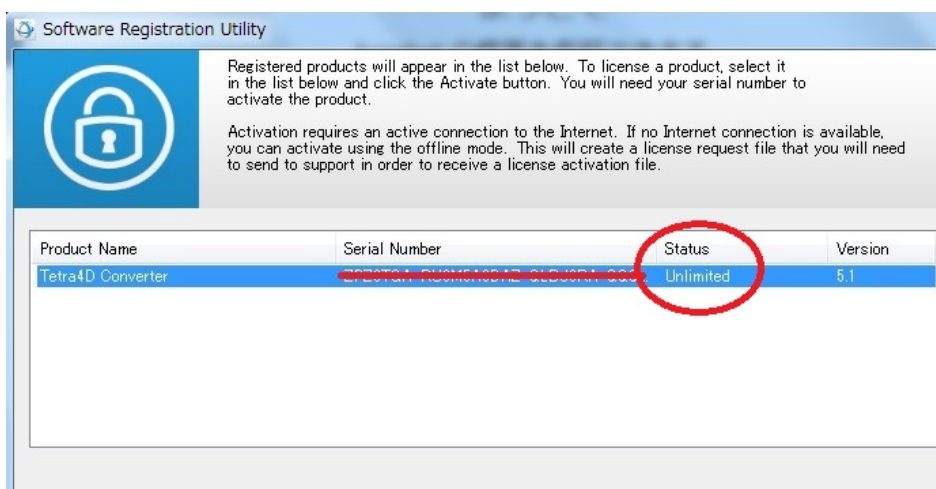 Software Registration Utility
Registered products will appear in the list below. To license a product, select it
in the list below and click the Activate button. You will need your serial number to
activate the product.
Activation requires an active connection to the Internet. If no Internet connection is available,
you can activate using the offline mode. This will create a license request file that you will need
to send to support in order to receive a license activation file.
Product Name Serial Number Status Version
Tetra4D Converter Unlimited 5.1